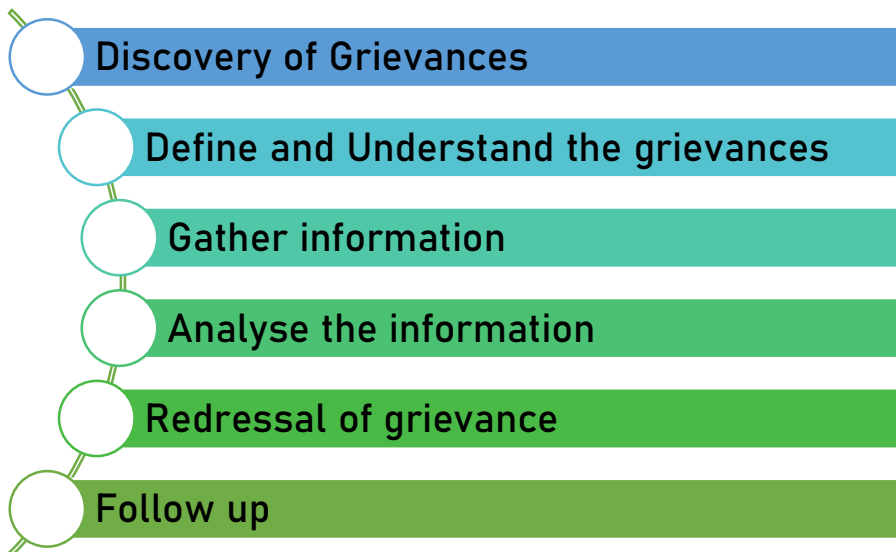 Discovery of Grievances
Define and Understand the grievances
Gather information
Analyse the information
Redressal of grievance
Follow up